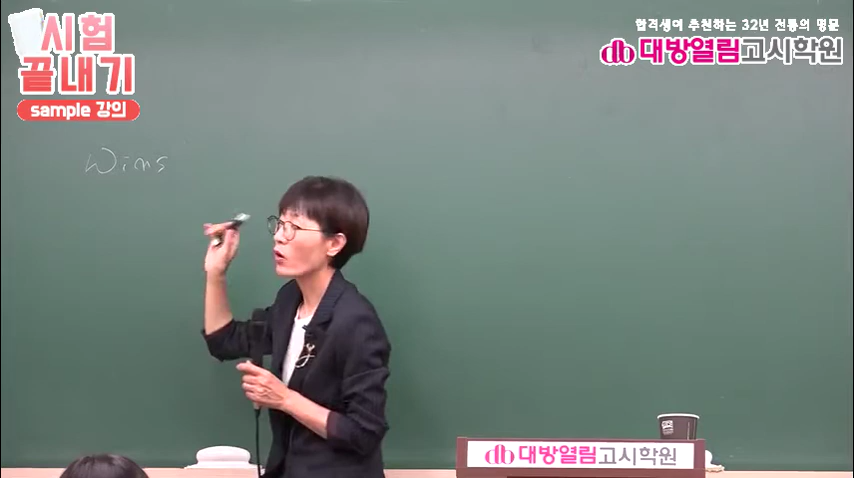 시험
끝내기
sample 강의
합격생이 추천하는 32년 전통의 명문
db 대방열림고시학원
Wins
db 대방열림고시학원